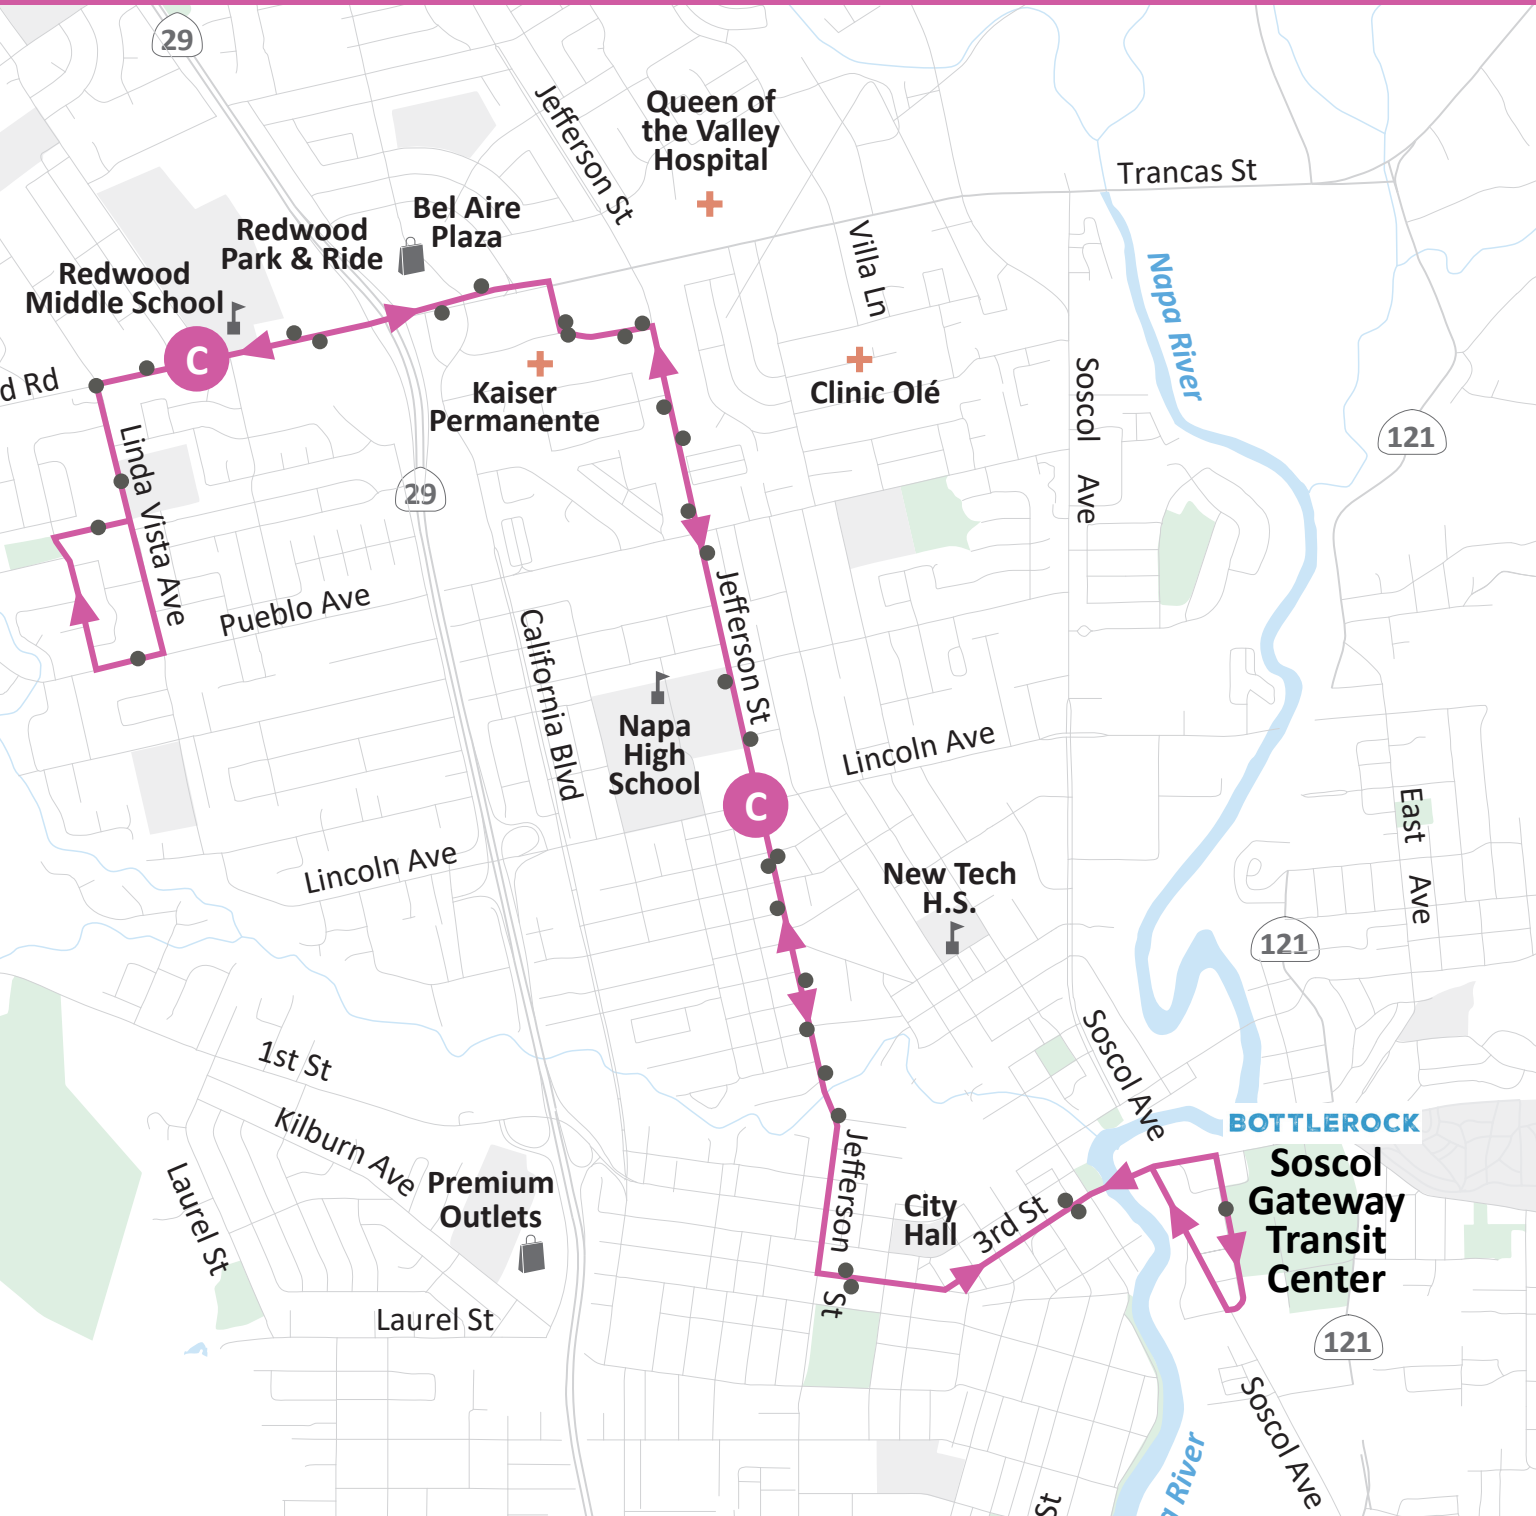 29
Jefferson St
Queen of
the Valley
Hospital
Trancas St
Bel Aire
Plaza
Redwood
Park & Ride
Redwood
Middle School
Villa Ln
Napa River
C
d Rd
Kaiser
Permanente
Clinic Olé
Soscol Ave
121
Linda Vista Ave
29
Pueblo Ave
California Blvd
Jefferson St
Napa
High
School
Lincoln Ave
C
East Ave
Lincoln Ave
New Tech
H.S.
121
1st St
Soscol Ave
Kilburn Ave
BOTTLEROCK
Laurel St
Premium
Outlets
Jefferson St
City
Hall
3rd St
Soscol
Gateway
Transit
Center
Laurel St
121
Soscol Ave
a River
St